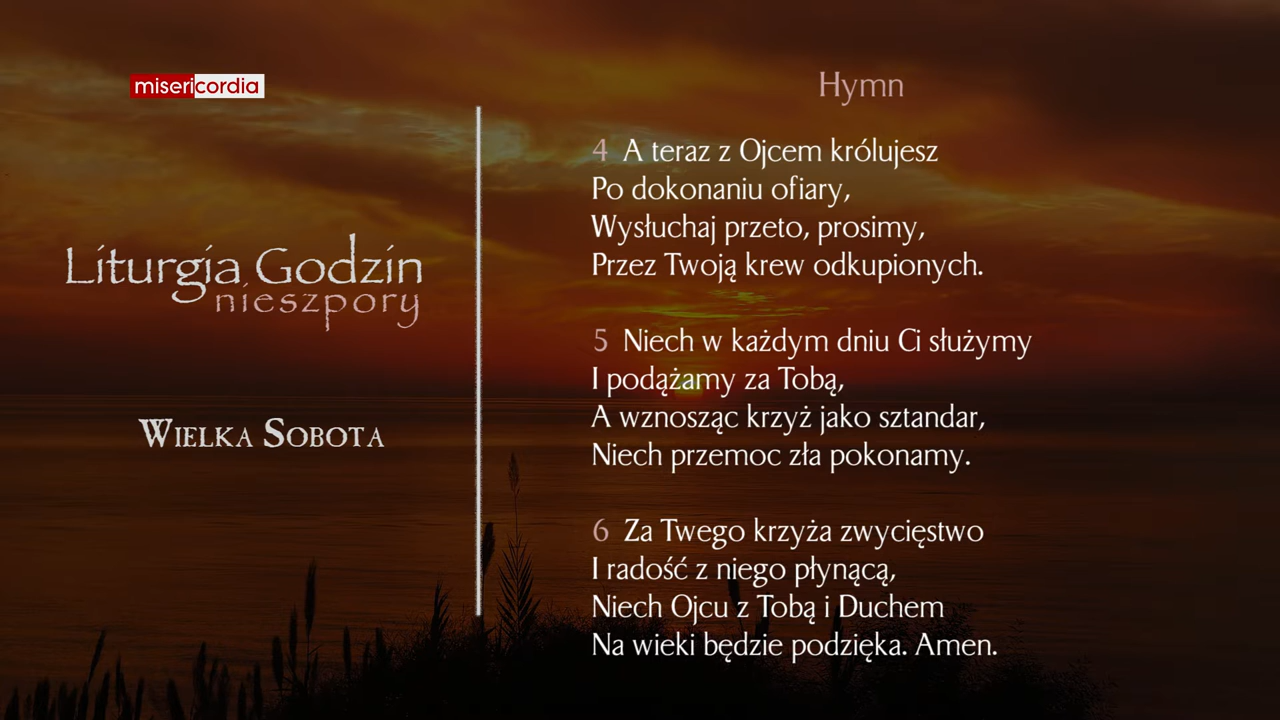 misericordia
Liturgia Godzin
nieszpory
Wielka Sobota
Hymn
4 A teraz z Ojcem królujesz
Po dokonaniu ofiary,
Wysłuchaj przeto, prosimy,
Przez Twoją krew odkupionych.
5 Niech w każdym dniu Ci służymy
I podążamy za Tobą,
A wznosząc krzyż jako sztandar,
Niech przemoc zła pokonamy.
6 Za Twego krzyża zwycięstwo
I radość z niego płynącą,
Niech Ojcu z Tobą i Duchem
Na wieki będzie podzięka. Amen.